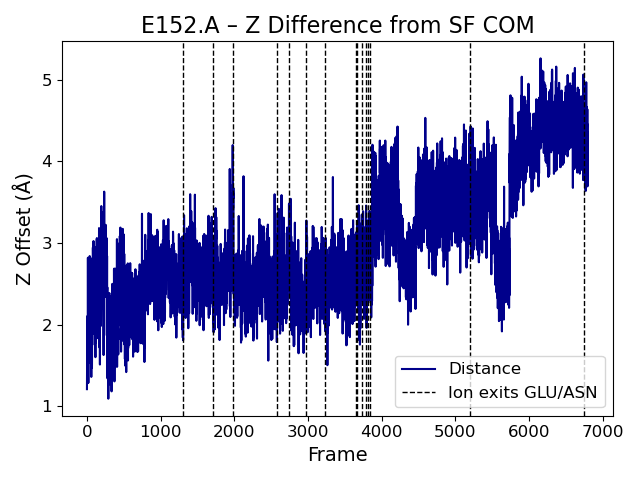 E152.A – Z Difference from SF COM
Z Offset (Å)
5
4
3
2
1
Distance
Ion exits GLU/ASN
0 1000 2000 3000 4000 5000 6000 7000
Frame